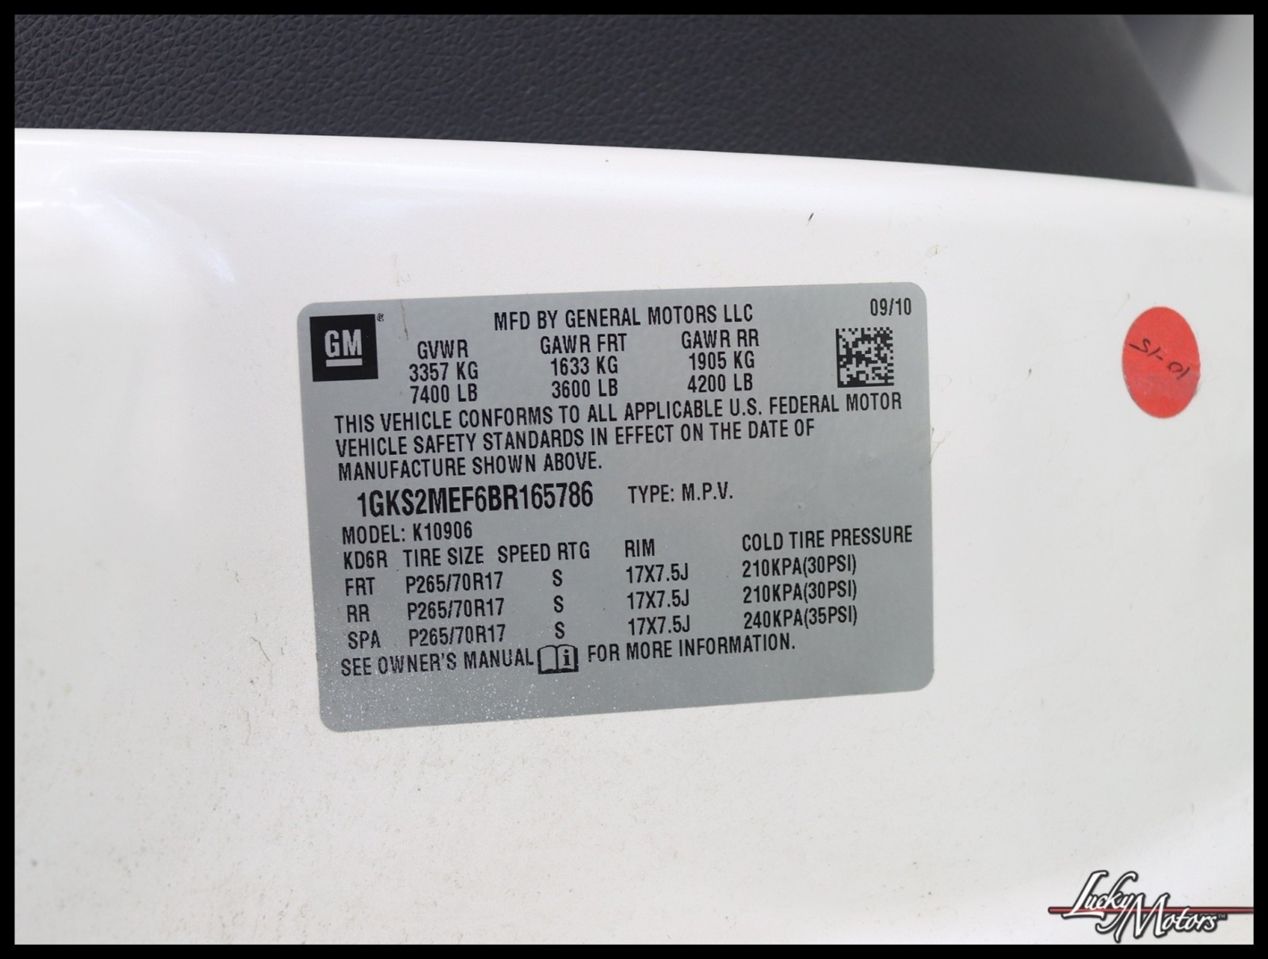 GM®
MFD BY GENERAL MOTORS LLC 09/10
GVWR GAWR FRT GAWR RR
3357 KG 1633 KG 1905 KG
7400 LB 3600 LB 4200 LB
THIS VEHICLE CONFORMS TO ALL APPLICABLE U.S. FEDERAL MOTOR
VEHICLE SAFETY STANDARDS IN EFFECT ON THE DATE OF
MANUFACTURE SHOWN ABOVE.
1GKS2MEF6BR165786 TYPE: M.P.V.
MODEL: K10906
KD6R TIRE SIZE SPEED RTG RIM COLD TIRE PRESSURE
FRT P265/70R17 S 17X7.5J 210KPA(30PSI)
RR P265/70R17 S 17X7.5J 210KPA(30PSI)
SPA P265/70R17 S 17X7.5J 240KPA(35PSI)
SEE OWNER'S MANUAL i FOR MORE INFORMATION.
10-15
Lucky Motors™